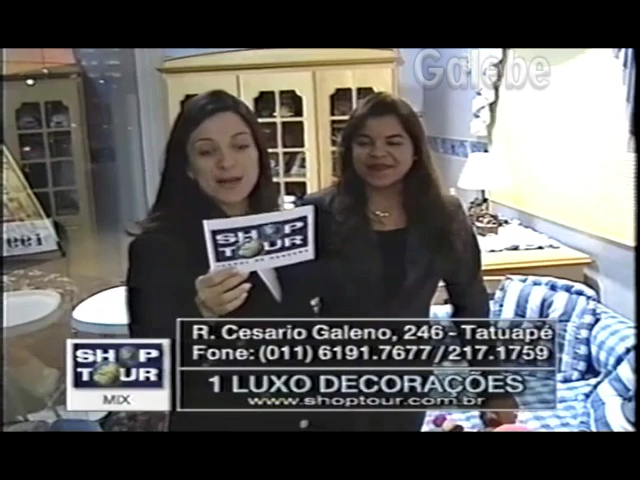 Galebe
SHOP
TOUR
R. Cesario Galeno, 246 - Tatuapé
Fone: (011) 6191.7677/217.1759
SHOP
TOUR
MIX
1 LUXO DECORAÇÕES
www.shoptour.com.br